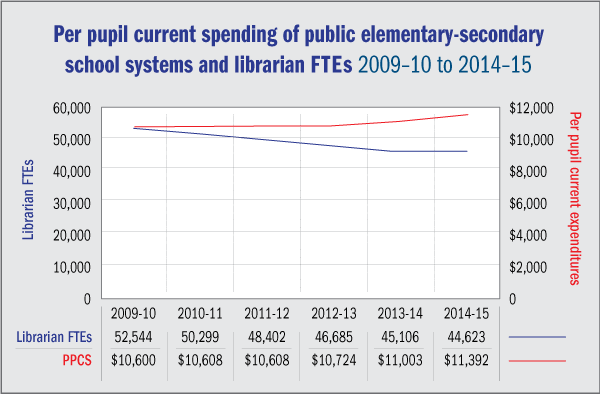 Per pupil current spending of public elementary-secondary
school systems and librarian FTEs 2009–10 to 2014–15
Librarian FTEs
60,000
50,000
40,000
30,000
20,000
10,000
0
$12,000
$10,000
$8,000
$6,000
$4,000
$2,000
0
Per pupil current expenditures
2009-10 2010-11 2011-12 2012-13 2013-14 2014-15
Librarian FTEs 52,544 50,299 48,402 46,685 45,106 44,623
PPCS $10,600 $10,608 $10,608 $10,724 $11,003 $11,392